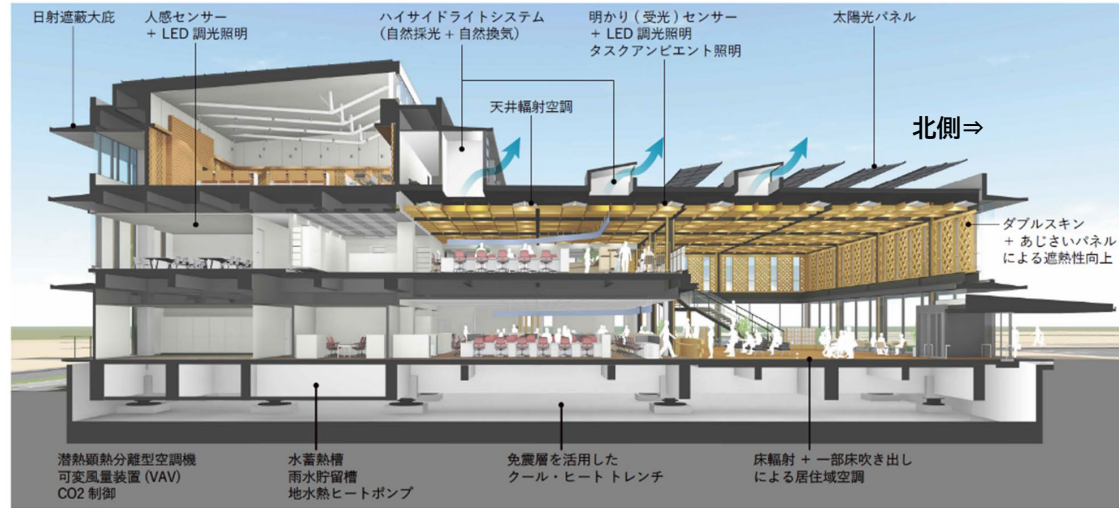 日射遮蔽大庇
人感センサー
+ LED 調光照明
ハイサイドライトシステム
(自然採光 + 自然換気)
明かり ( 受光 ) センサー
+ LED 調光照明
タスクアンビエント照明
太陽光パネル
天井輻射空調
北側⇒
ダブルスキン
+ あじさいパネル
による遮熱性向上
潜熱顕熱分離型空調機
可変風量装置 (VAV)
CO2 制御
水蓄熱槽
雨水貯留槽
地水熱ヒートポンプ
免震層を活用した
クール・ヒート トレンチ
床輻射 + 一部床吹き出し
による居住域空調